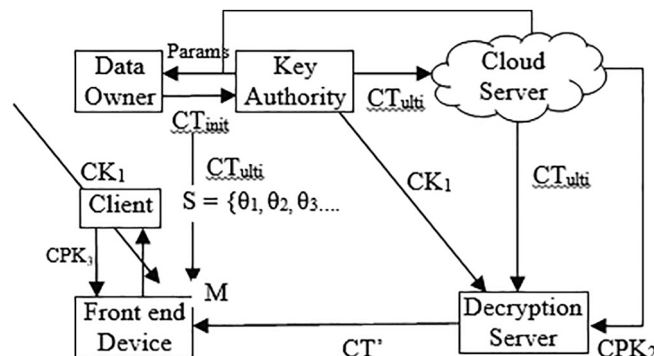 Params
Data
Owner
Key
Authority
Cloud
Server
CTinit
CTulti
CTulti
S = {θ1, θ2, θ3....
CK1
CTulti
CK1
Client
CPK3
M
Front end
Device
CT'
Decryption
Server
CPK2